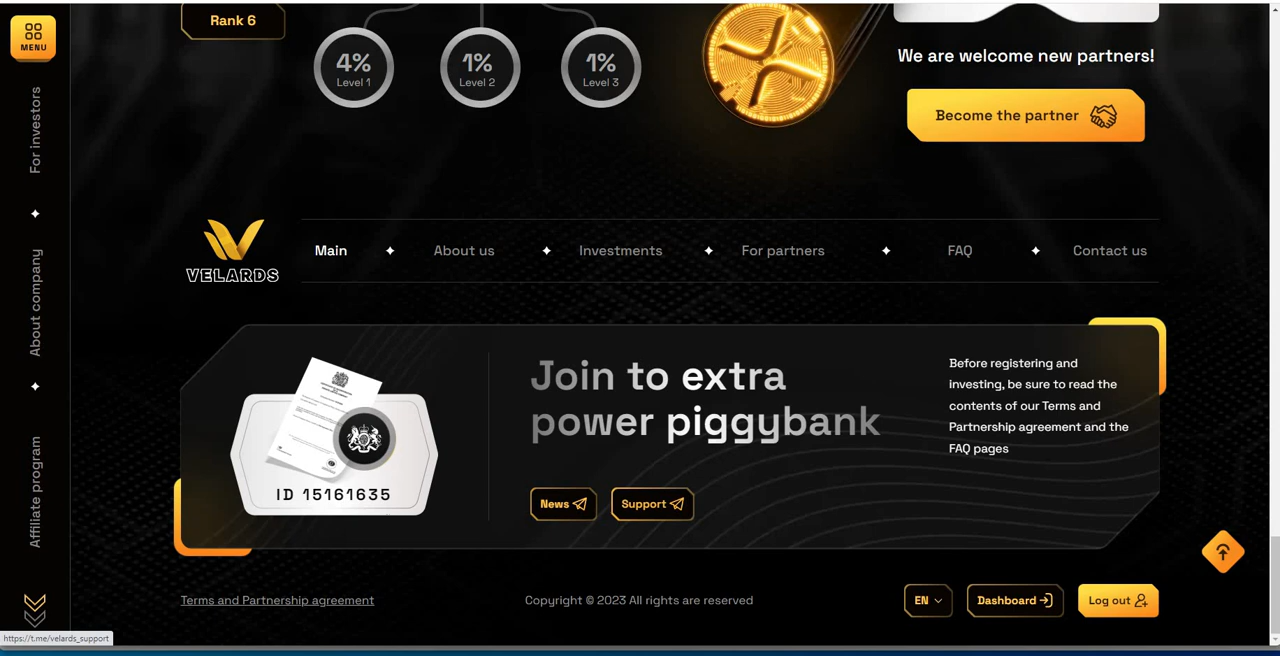 MENU
For investors
About company
Affiliate program
Rank 6
4%
Level 1
1%
Level 2
1%
Level 3
We are welcome new partners!
Become the partner
VELARDS
Main
About us
Investments
For partners
FAQ
Contact us
ID 15161635
Join to extra
power piggybank
News
Support
Before registering and
investing, be sure to read the
contents of our Terms and
Partnership agreement and the
FAQ pages
Terms and Partnership agreement
Copyright © 2023 All rights are reserved
EN
Dashboard
Log out
https://t.me/velards_support